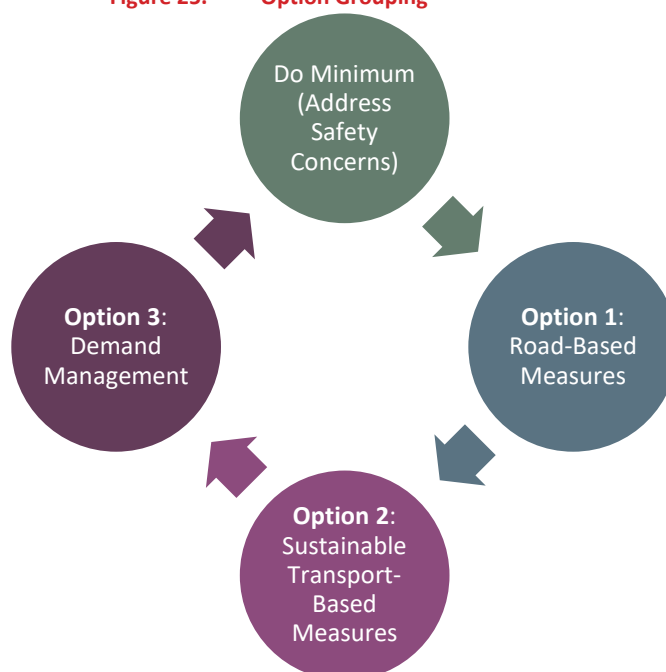 Figure 25. Option Grouping
Do Minimum
(Address
Safety
Concerns)
Option 1:
Road-Based
Measures
Option 2:
Sustainable
Transport-
Based
Measures
Option 3:
Demand
Management